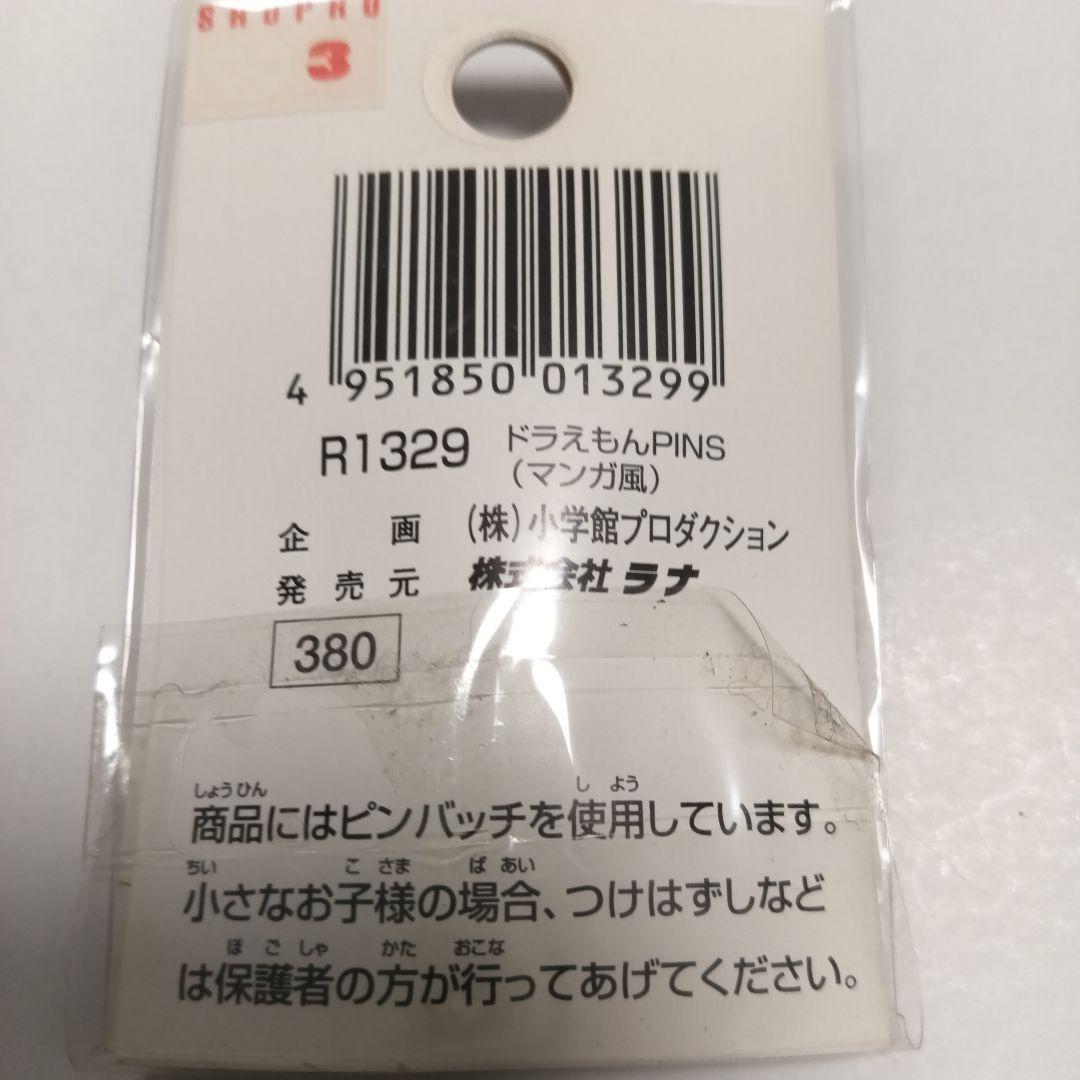 SHOPRO
3
4 951850 013299
R1329 ドラえもんPINS
(マンガ風)
企画 (株)小学館プロダクション
発売元 株式会社 ラナ
380
しょうひん し よう
商品にはピンバッチを使用しています。
ちい こ さま ば あい
小さなお子様の場合、つけはずしなど
ほ ご しゃ かた おこな
は保護者の方が行ってあげてください。